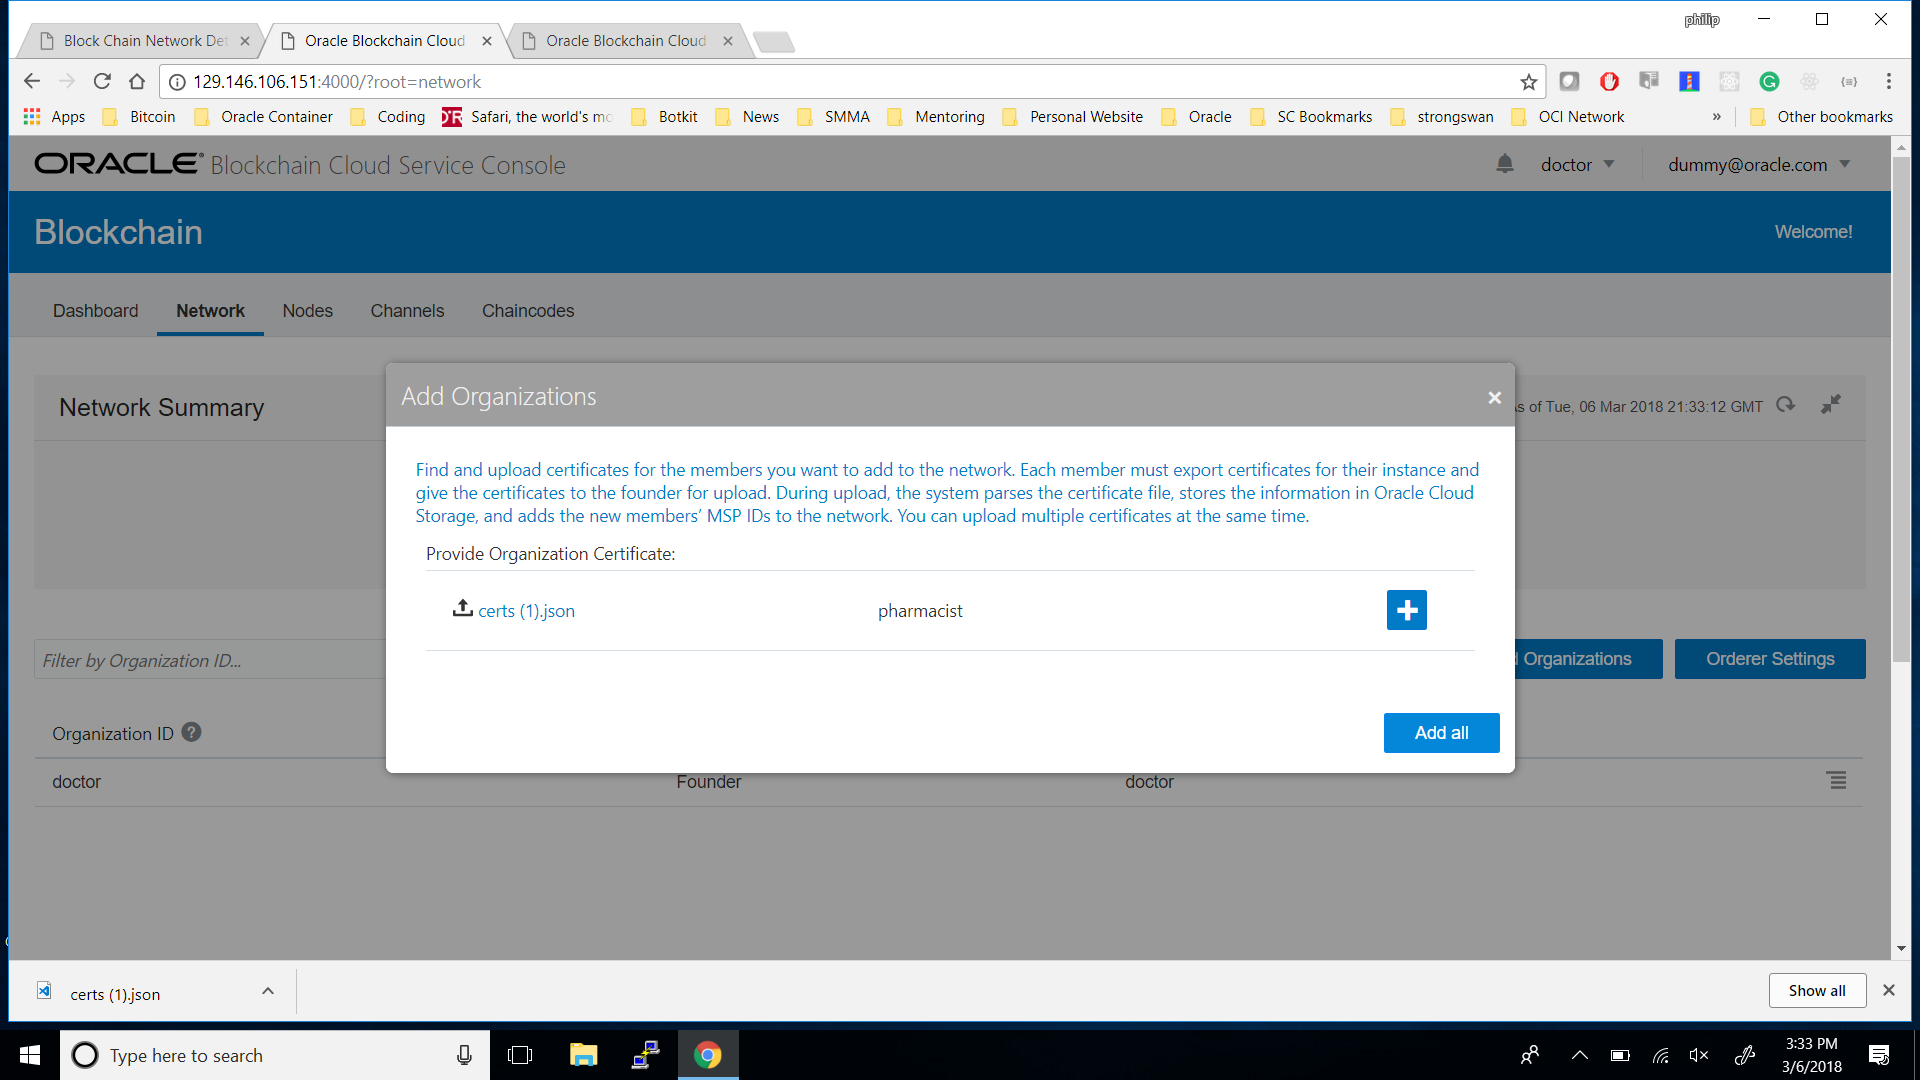 philip
Block Chain Network Det
Oracle Blockchain Cloud
Oracle Blockchain Cloud
129.146.106.151:4000/?root=network
Apps
Bitcoin
Oracle Container
Coding
Safari, the world's mo
Botkit
News
SMMA
Mentoring
Personal Website
Oracle
SC Bookmarks
strongswan
OCI Network
»
Other bookmarks
ORACLE® Blockchain Cloud Service Console
doctor
dummy@oracle.com
Blockchain
Welcome!
Dashboard
Network
Nodes
Channels
Chaincodes
Network Summary
As of Tue, 06 Mar 2018 21:33:12 GMT
Add Organizations
Find and upload certificates for the members you want to add to the network. Each member must export certificates for their instance and
give the certificates to the founder for upload. During upload, the system parses the certificate file, stores the information in Oracle Cloud
Storage, and adds the new members’ MSP IDs to the network. You can upload multiple certificates at the same time.
Provide Organization Certificate:
certs (1).json
pharmacist
Add all
Filter by Organization ID...
d Organizations
Orderer Settings
Organization ID
doctor
Founder
doctor
certs (1).json
Show all
Type here to search
3:33 PM
3/6/2018